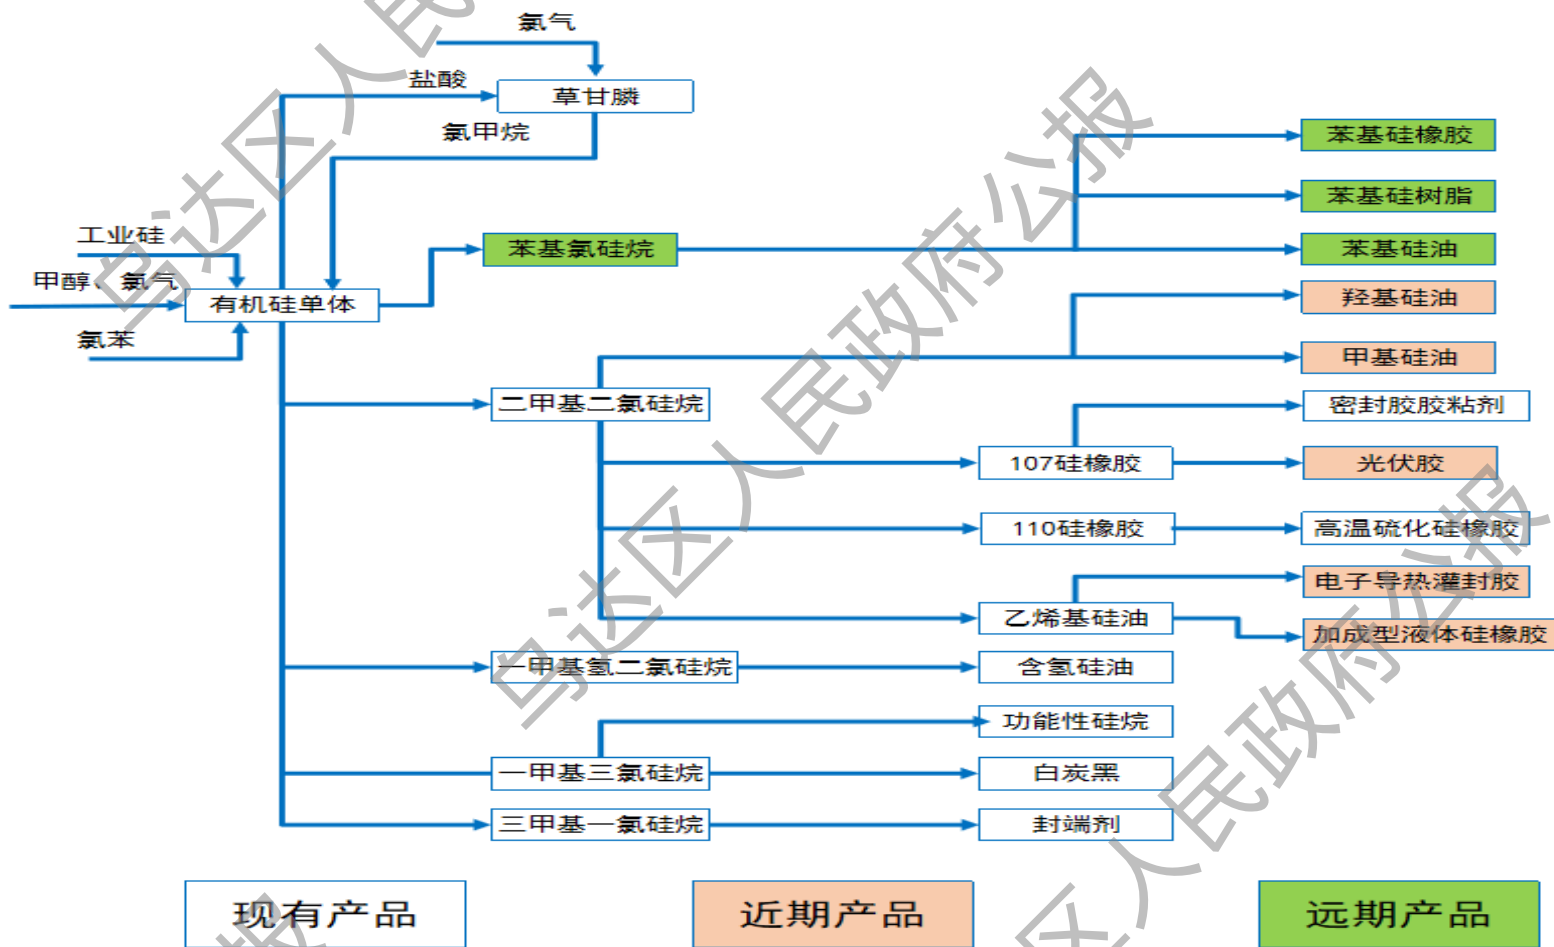 氯气
盐酸
草甘膦
氯甲烷
苯基硅橡胶
苯基硅树脂
工业硅
苯基氯硅烷
苯基硅油
甲醇、氯气
有机硅单体
羟基硅油
氯苯
甲基硅油
二甲基二氯硅烷
密封胶胶粘剂
107硅橡胶
光伏胶
110硅橡胶
高温硫化硅橡胶
电子导热灌封胶
乙烯基硅油
加成型液体硅橡胶
一甲基氢二氯硅烷
含氢硅油
功能性硅烷
一甲基三氯硅烷
白炭黑
三甲基一氯硅烷
封端剂
现有产品
近期产品
远期产品
乌达区人民政府公报
乌达区人民政府公报
区人民政府公报
报